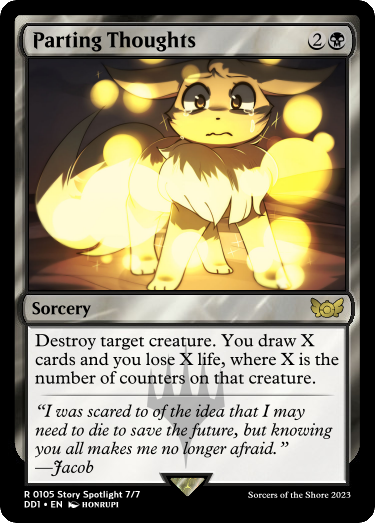 Parting Thoughts 2
Sorcery
Destroy target creature. You draw X
cards and you lose X life, where X is the
number of counters on that creature.
“I was scared to of the idea that I may
need to die to save the future, but knowing
you all makes me no longer afraid.”
—Jacob
R 0105 Story Spotlight 7/7
DD1 • EN HONRUPI
Sorcers of the Shore 2023